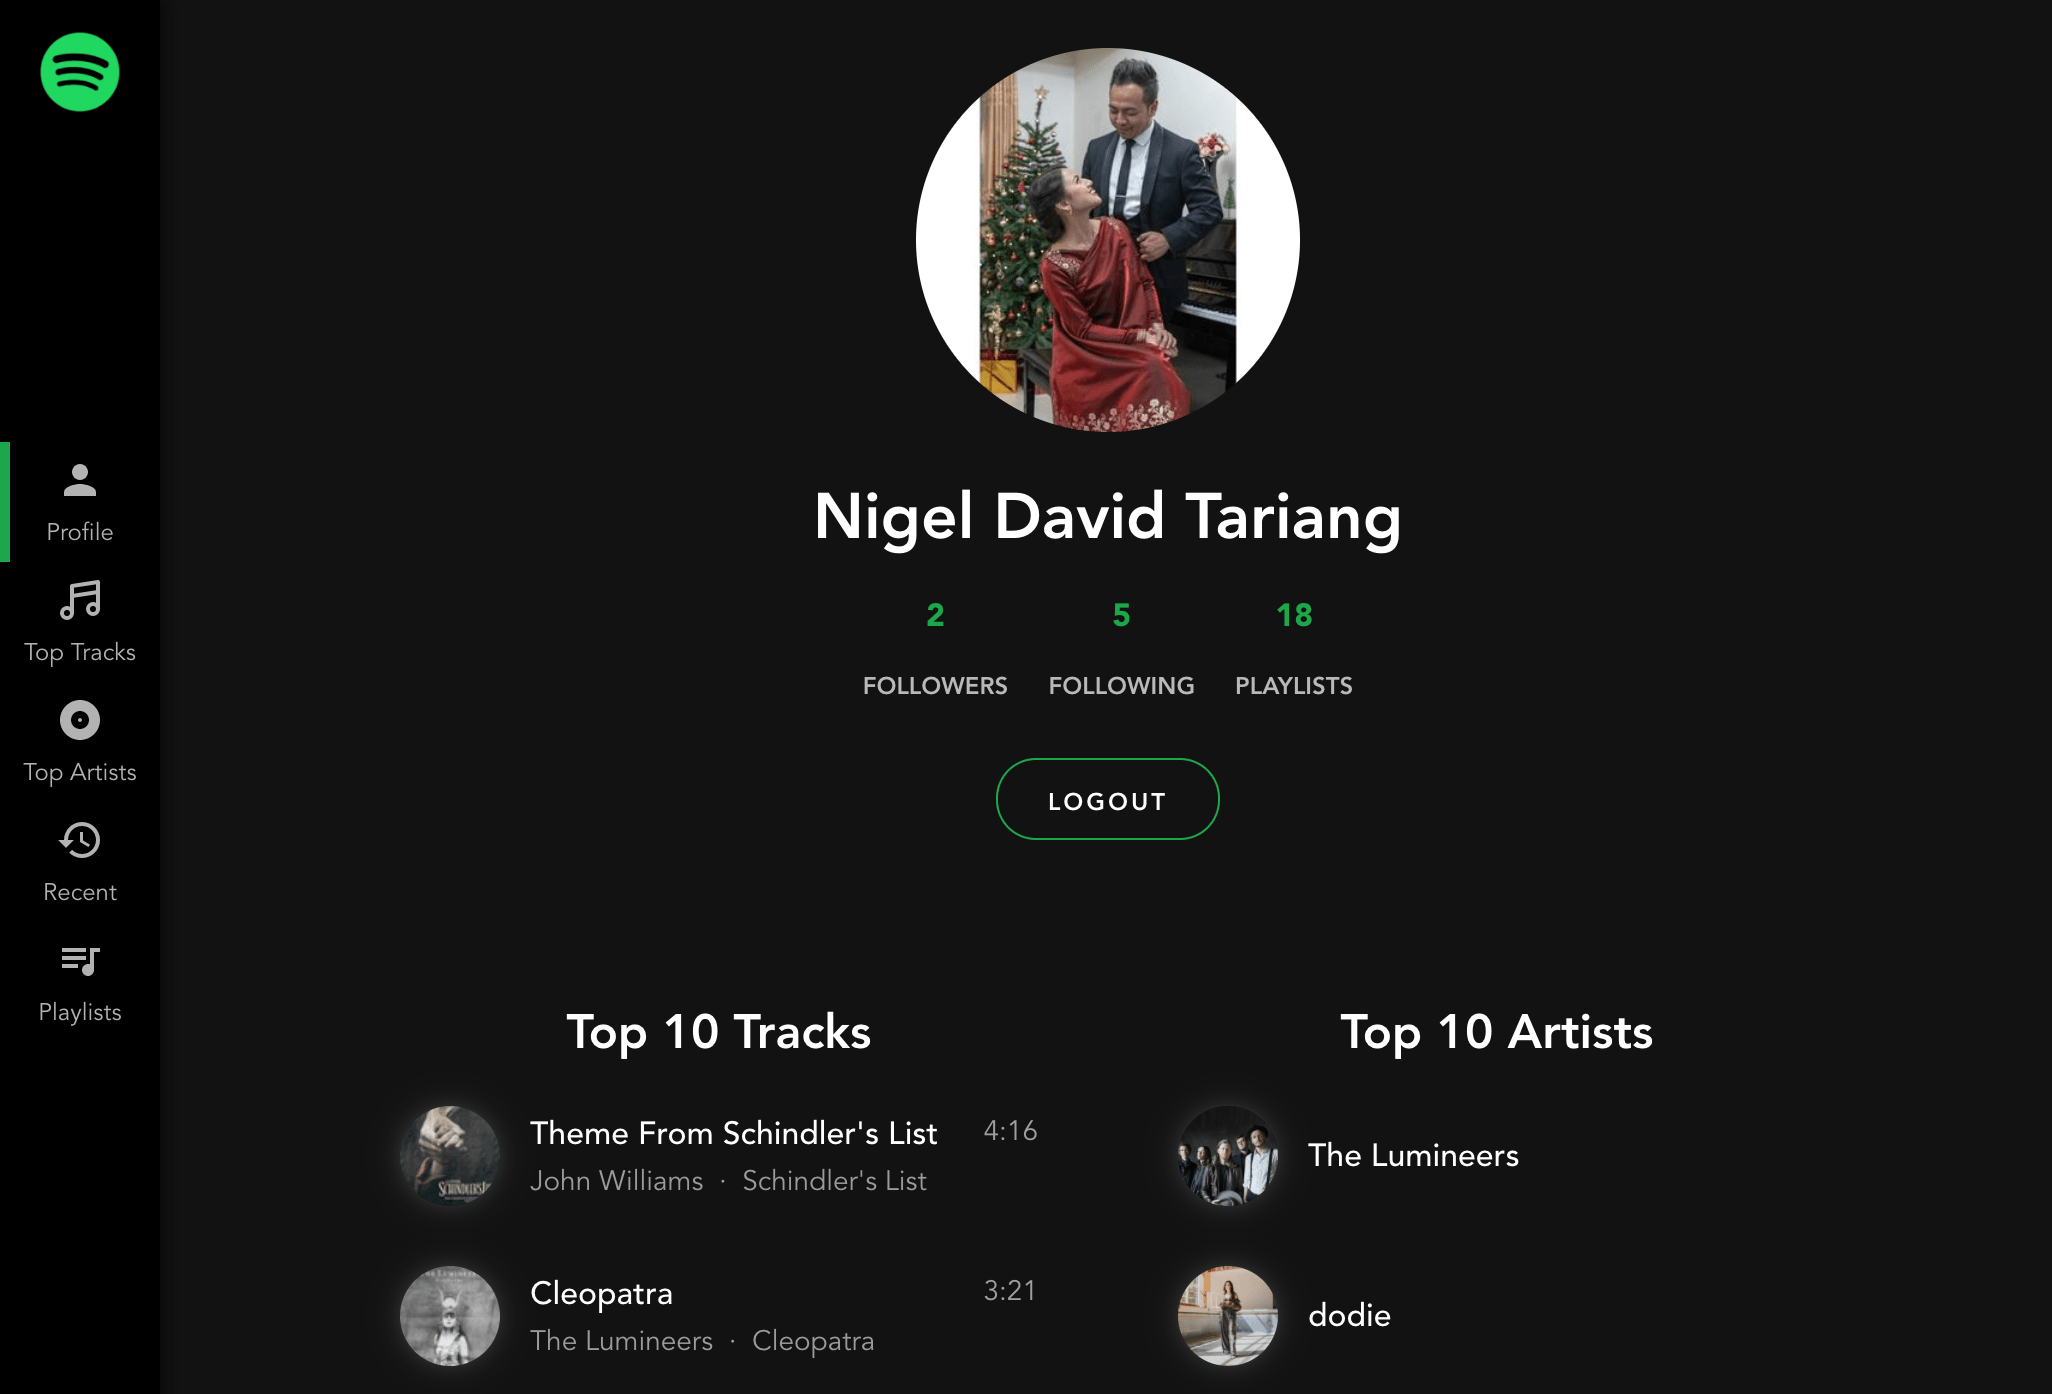 Profile
Top Tracks
Top Artists
Recent
Playlists
Nigel David Tariang
2
FOLLOWERS
5
FOLLOWING
18
PLAYLISTS
LOGOUT
Top 10 Tracks
Theme From Schindler's List
4:16
John Williams · Schindler's List
Cleopatra
3:21
The Lumineers · Cleopatra
Top 10 Artists
The Lumineers
dodie